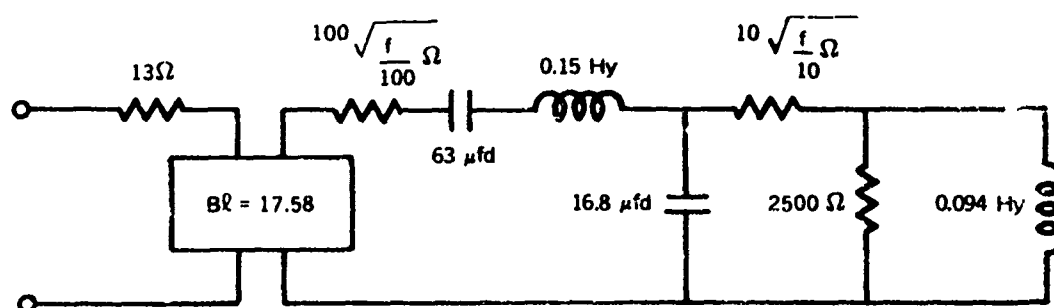 13Ω
100 √ f/100 Ω
63 μfd
0.15 Hy
10 √ f/10 Ω
Bℓ = 17.58
16.8 μfd
2500 Ω
0.094 Hy